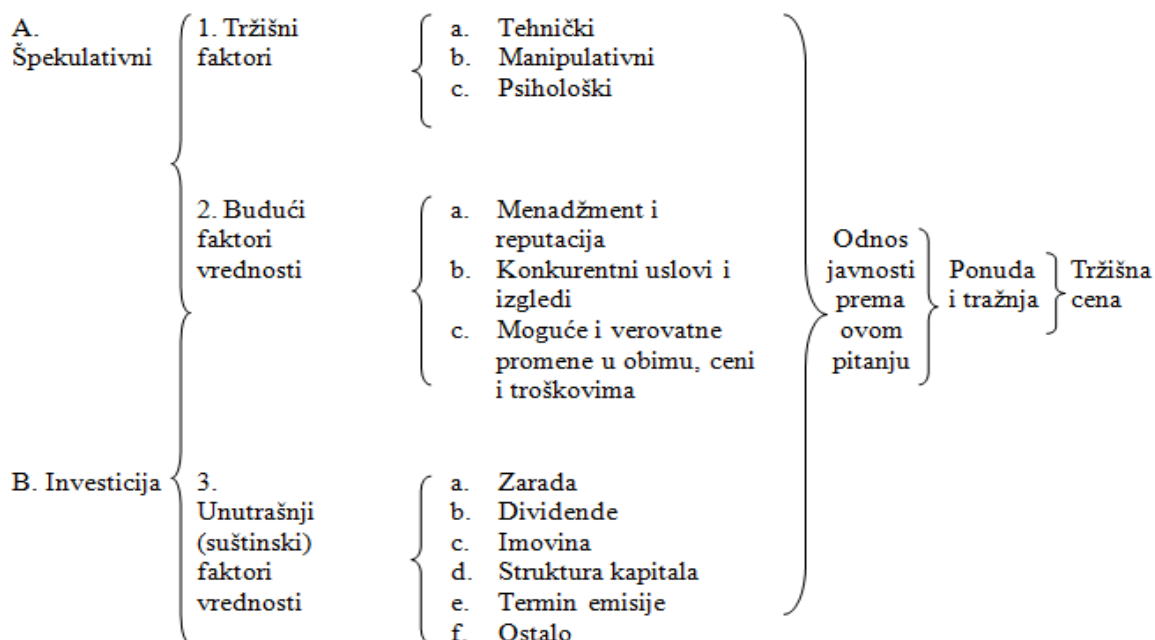 A.
Špekulativni
1. Tržišni
faktori
a. Tehnički
b. Manipulativni
c. Psihološki
2. Budući
faktori
vrednosti
a. Menadžment i
reputacija
b. Konkurentni uslovi i
izgledi
c. Moguće i verovatne
promene u obimu, ceni
i troškovima
B. Investicija
3.
Unutrašnji
(suštinski)
faktori
vrednosti
a. Zarada
b. Dividende
c. Imovina
d. Struktura kapitala
e. Termin emisije
f. Ostalo
Odnos
javnosti
prema
ovom
pitanju
Ponuda
i tražnja
Tržišna
cena